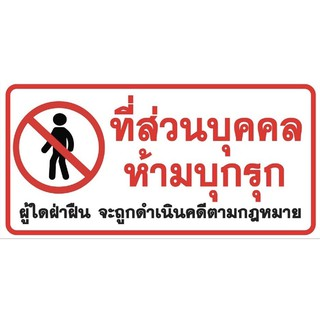 ที่ส่วนบุคคล
ห้ามบุกรุก
ผู้ใดฝ่าฝืน จะถูกดำเนินคดีตามกฎหมาย